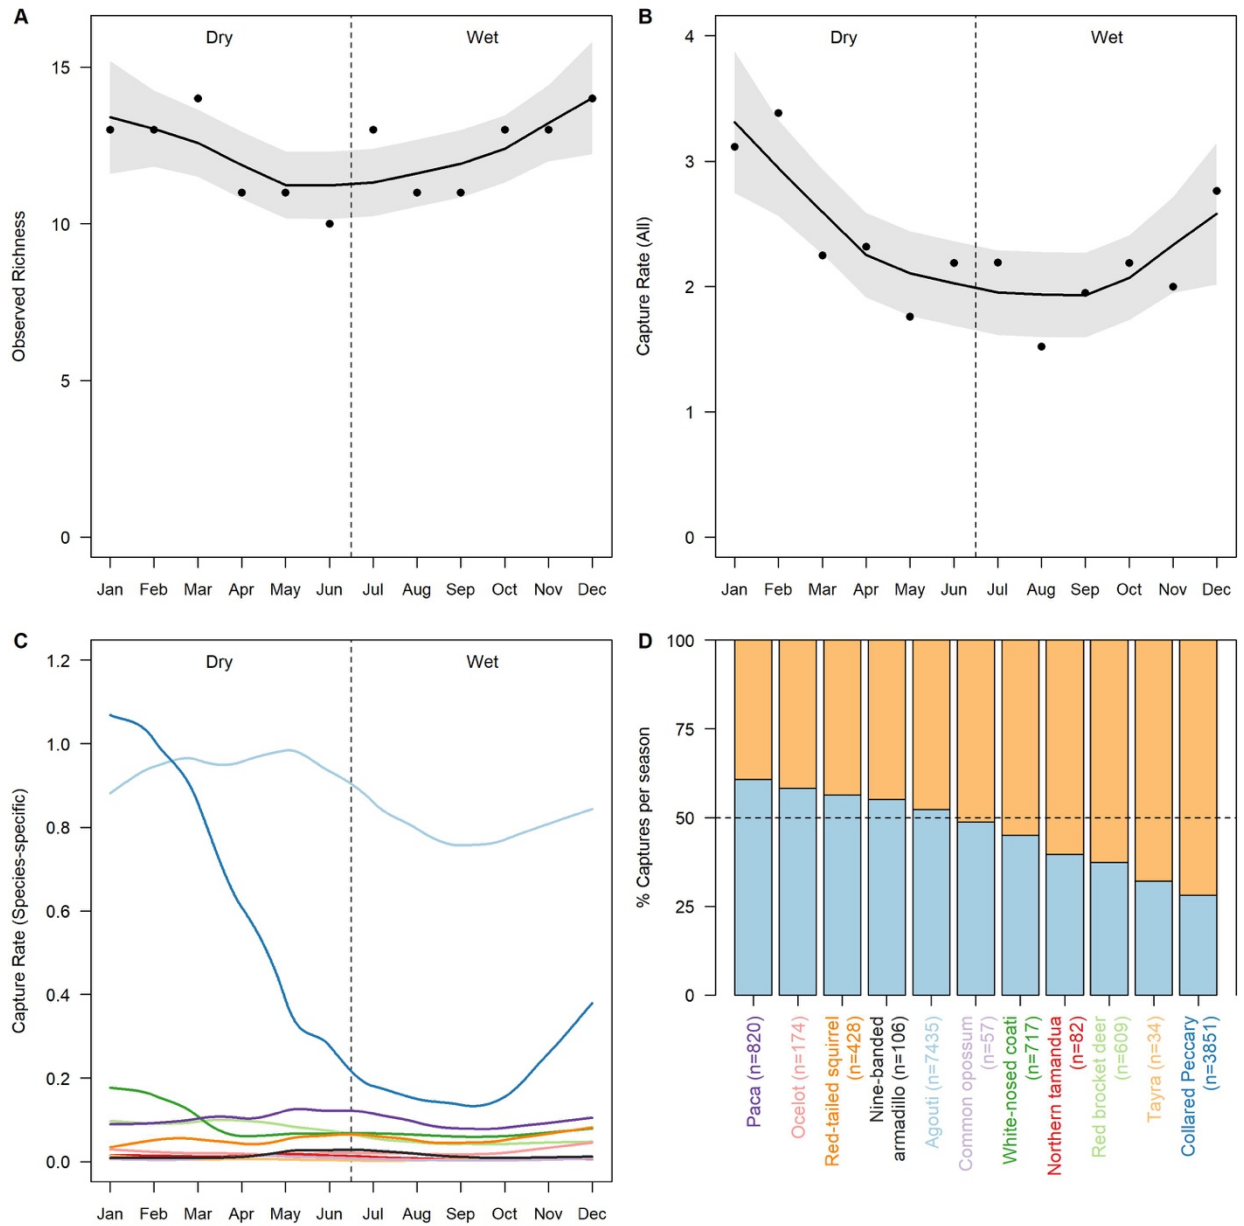 A
Dry
Wet
Observed Richness
15
10
5
0
Jan Feb Mar Apr May Jun Jul Aug Sep Oct Nov Dec
B
Dry
Wet
Capture Rate (All)
4
3
2
1
0
Jan Feb Mar Apr May Jun Jul Aug Sep Oct Nov Dec
C
Dry
Wet
Capture Rate (Species-specific)
1.2
1.0
0.8
0.6
0.4
0.2
0.0
Jan Feb Mar Apr May Jun Jul Aug Sep Oct Nov Dec
D
% Captures per season
100
75
50
25
0
Paca (n=820)
Ocelot (n=174)
Red-tailed squirrel
(n=428)
Nine-banded
armadillo (n=106)
Agouti (n=7435)
Common opossum
(n=57)
White-nosed coati
(n=717)
Northern tamandua
(n=82)
Red brocket deer
(n=609)
Tayra (n=34)
Collared Peccary
(n=3851)